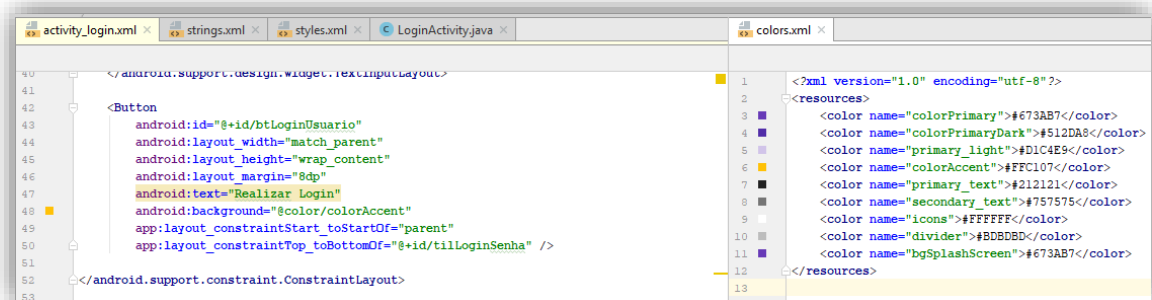 activity_login.xml × strings.xml × styles.xml × C LoginActivity.java ×
40 </android.support.design.widget.TextInputLayout>
41
42 <Button
43 android:id="@+id/btLoginUsuario"
44 android:layout_width="match_parent"
45 android:layout_height="wrap_content"
46 android:layout_margin="8dp"
47 android:text="Realizar Login"
48 android:background="@color/colorAccent"
49 app:layout_constraintStart_toStartOf="parent"
50 app:layout_constraintTop_toBottomOf="@+id/tilLoginSenha" />
51
52 </android.support.constraint.ConstraintLayout>
53
colors.xml ×
1 <?xml version="1.0" encoding="utf-8"?>
2 <resources>
3 <color name="colorPrimary">#673AB7</color>
4 <color name="colorPrimaryDark">#512DA8</color>
5 <color name="primary_light">#D1C4E9</color>
6 <color name="colorAccent">#FFC107</color>
7 <color name="primary_text">#212121</color>
8 <color name="secondary_text">#757575</color>
9 <color name="icons">#FFFFFF</color>
10 <color name="divider">#BDBDBD</color>
11 <color name="bgSplashScreen">#673AB7</color>
12 </resources>
13